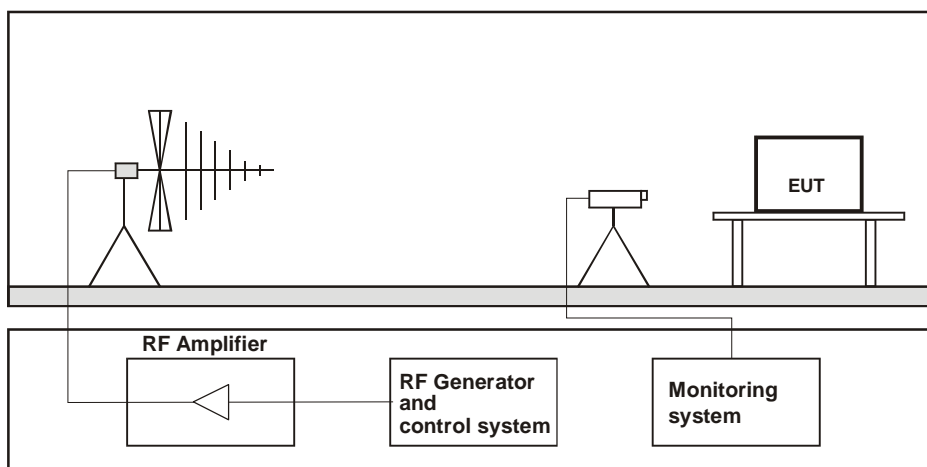 EUT
RF Amplifier
RF Generator
and
control system
Monitoring
system